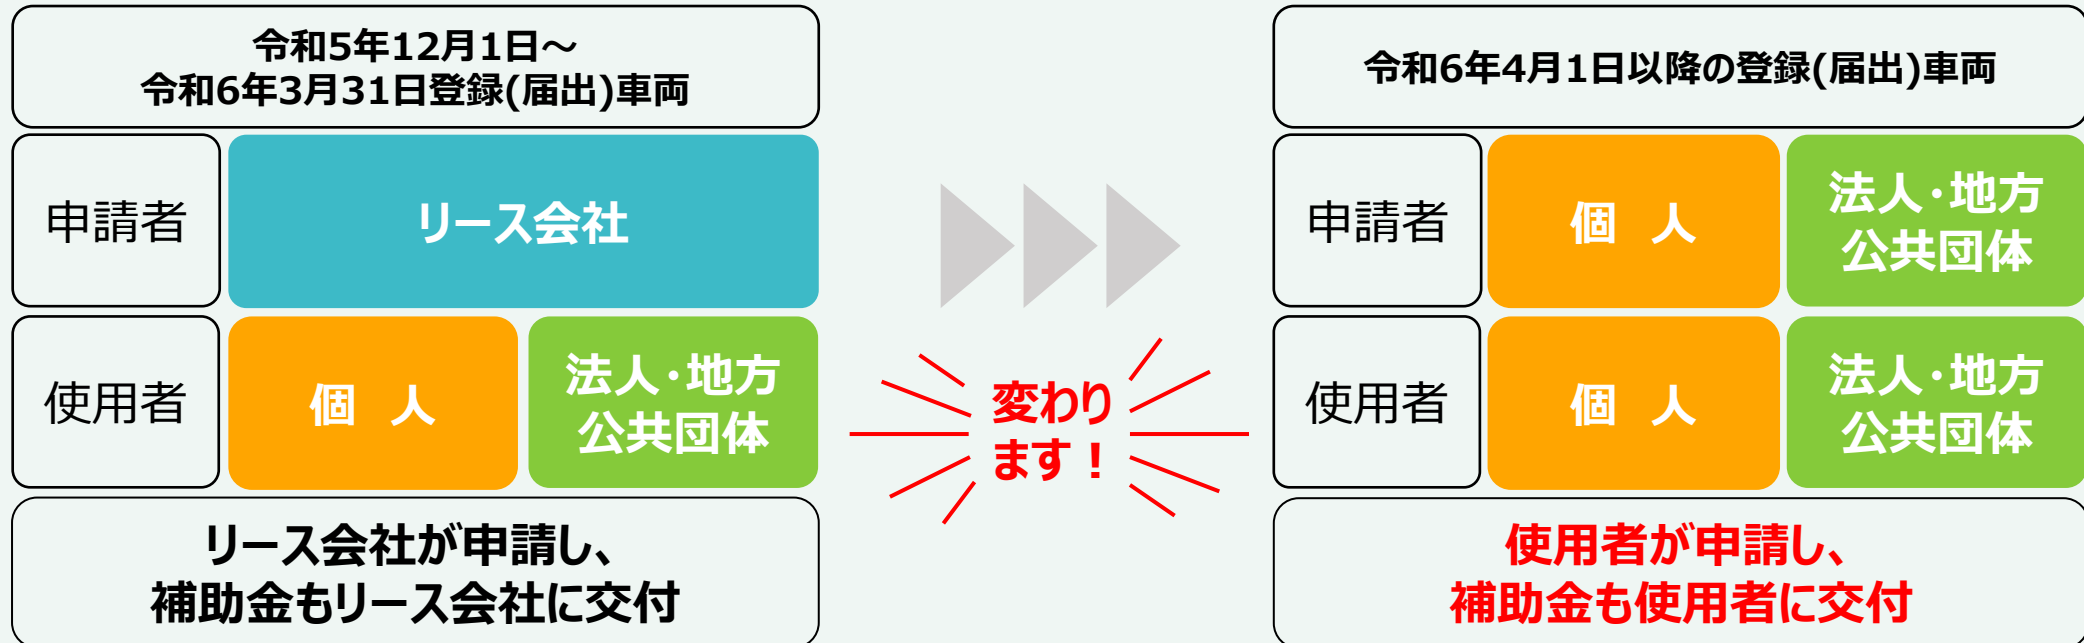 令和5年12月1日～
令和6年3月31日登録(届出)車両
申請者
リース会社
使用者
個 人
法人・地方
公共団体
リース会社が申請し、
補助金もリース会社に交付
変わり
ます！
令和6年4月1日以降の登録(届出)車両
申請者
個 人
法人・地方
公共団体
使用者
個 人
法人・地方
公共団体
使用者が申請し、
補助金も使用者に交付